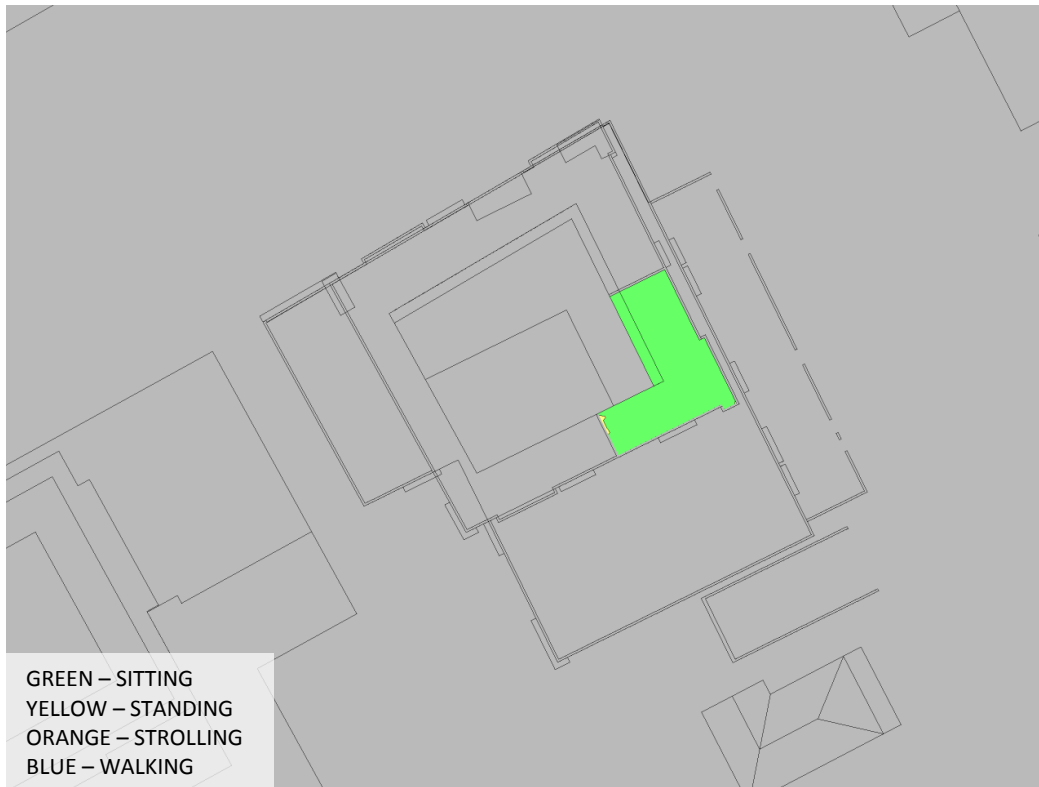 GREEN – SITTING
YELLOW – STANDING
ORANGE – STROLLING
BLUE – WALKING